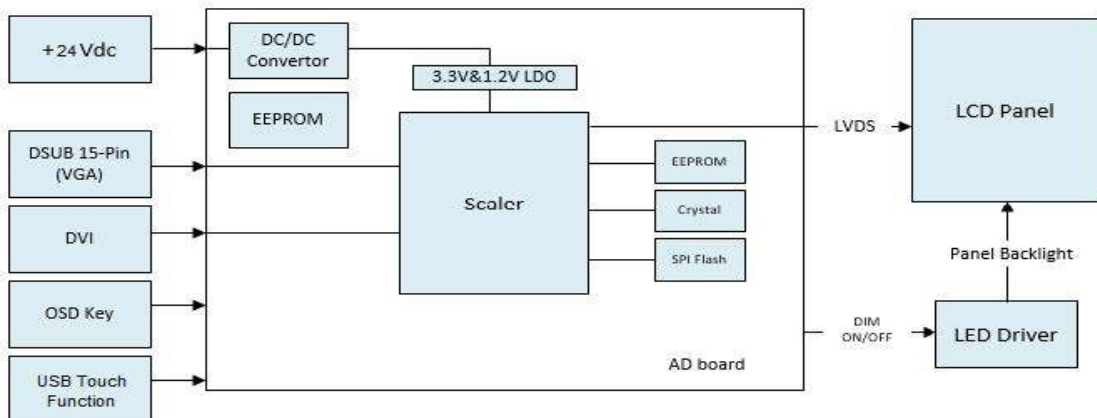 +24 Vdc
DC/DC
Convertor
3.3V&1.2V LDO
EEPROM
DSUB 15-Pin
(VGA)
DVI
OSD Key
USB Touch
Function
Scaler
EEPROM
Crystal
SPI Flash
LVDS
LCD Panel
Panel Backlight
DIM
ON/OFF
LED Driver
AD board